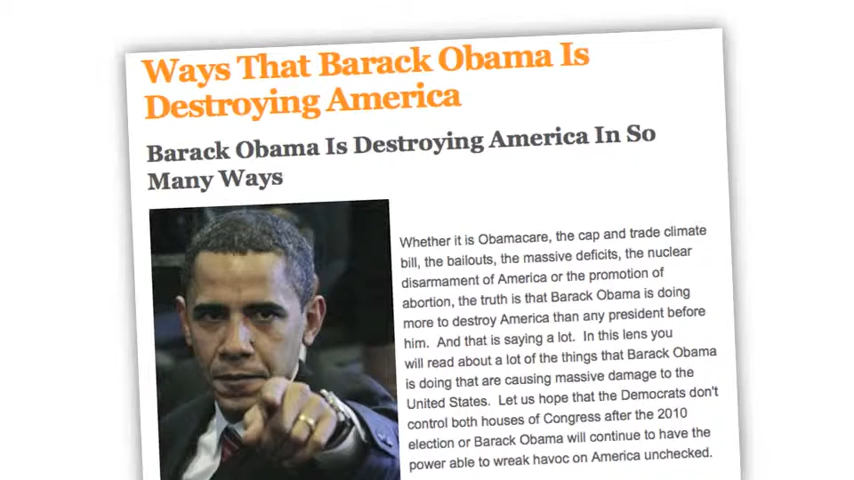 Ways That Barack Obama Is
Destroying America
Barack Obama Is Destroying America In So
Many Ways
Whether it is Obamacare, the cap and trade climate
bill, the bailouts, the massive deficits, the nuclear
disarmament of America or the promotion of
abortion, the truth is that Barack Obama is doing
more to destroy America than any president before
him.  And that is saying a lot.  In this lens you
will read about a lot of the things that Barack Obama
is doing that are causing massive damage to the
United States.  Let us hope that the Democrats don't
control both houses of Congress after the 2010
election or Barack Obama will continue to have the
power able to wreak havoc on America unchecked.